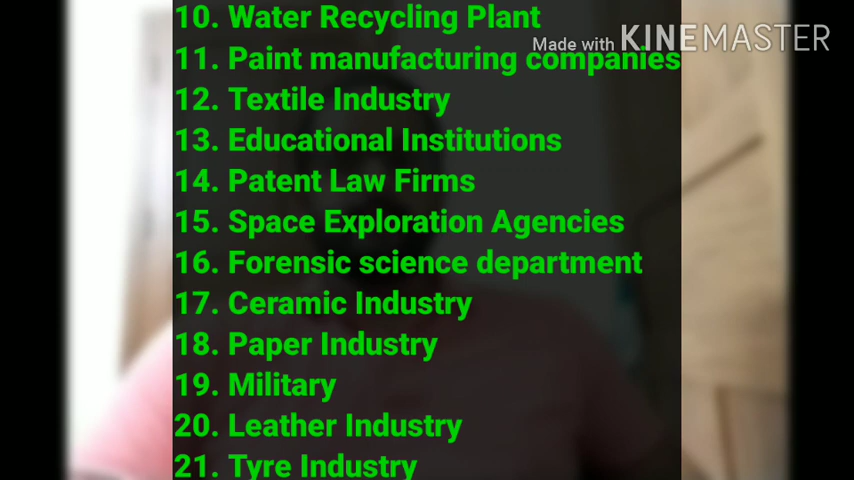 10. Water Recycling Plant
Made with KINEMASTER
11. Paint manufacturing companies
12. Textile Industry
13. Educational Institutions
14. Patent Law Firms
15. Space Exploration Agencies
16. Forensic science department
17. Ceramic Industry
18. Paper Industry
19. Military
20. Leather Industry
21. Tyre Industry